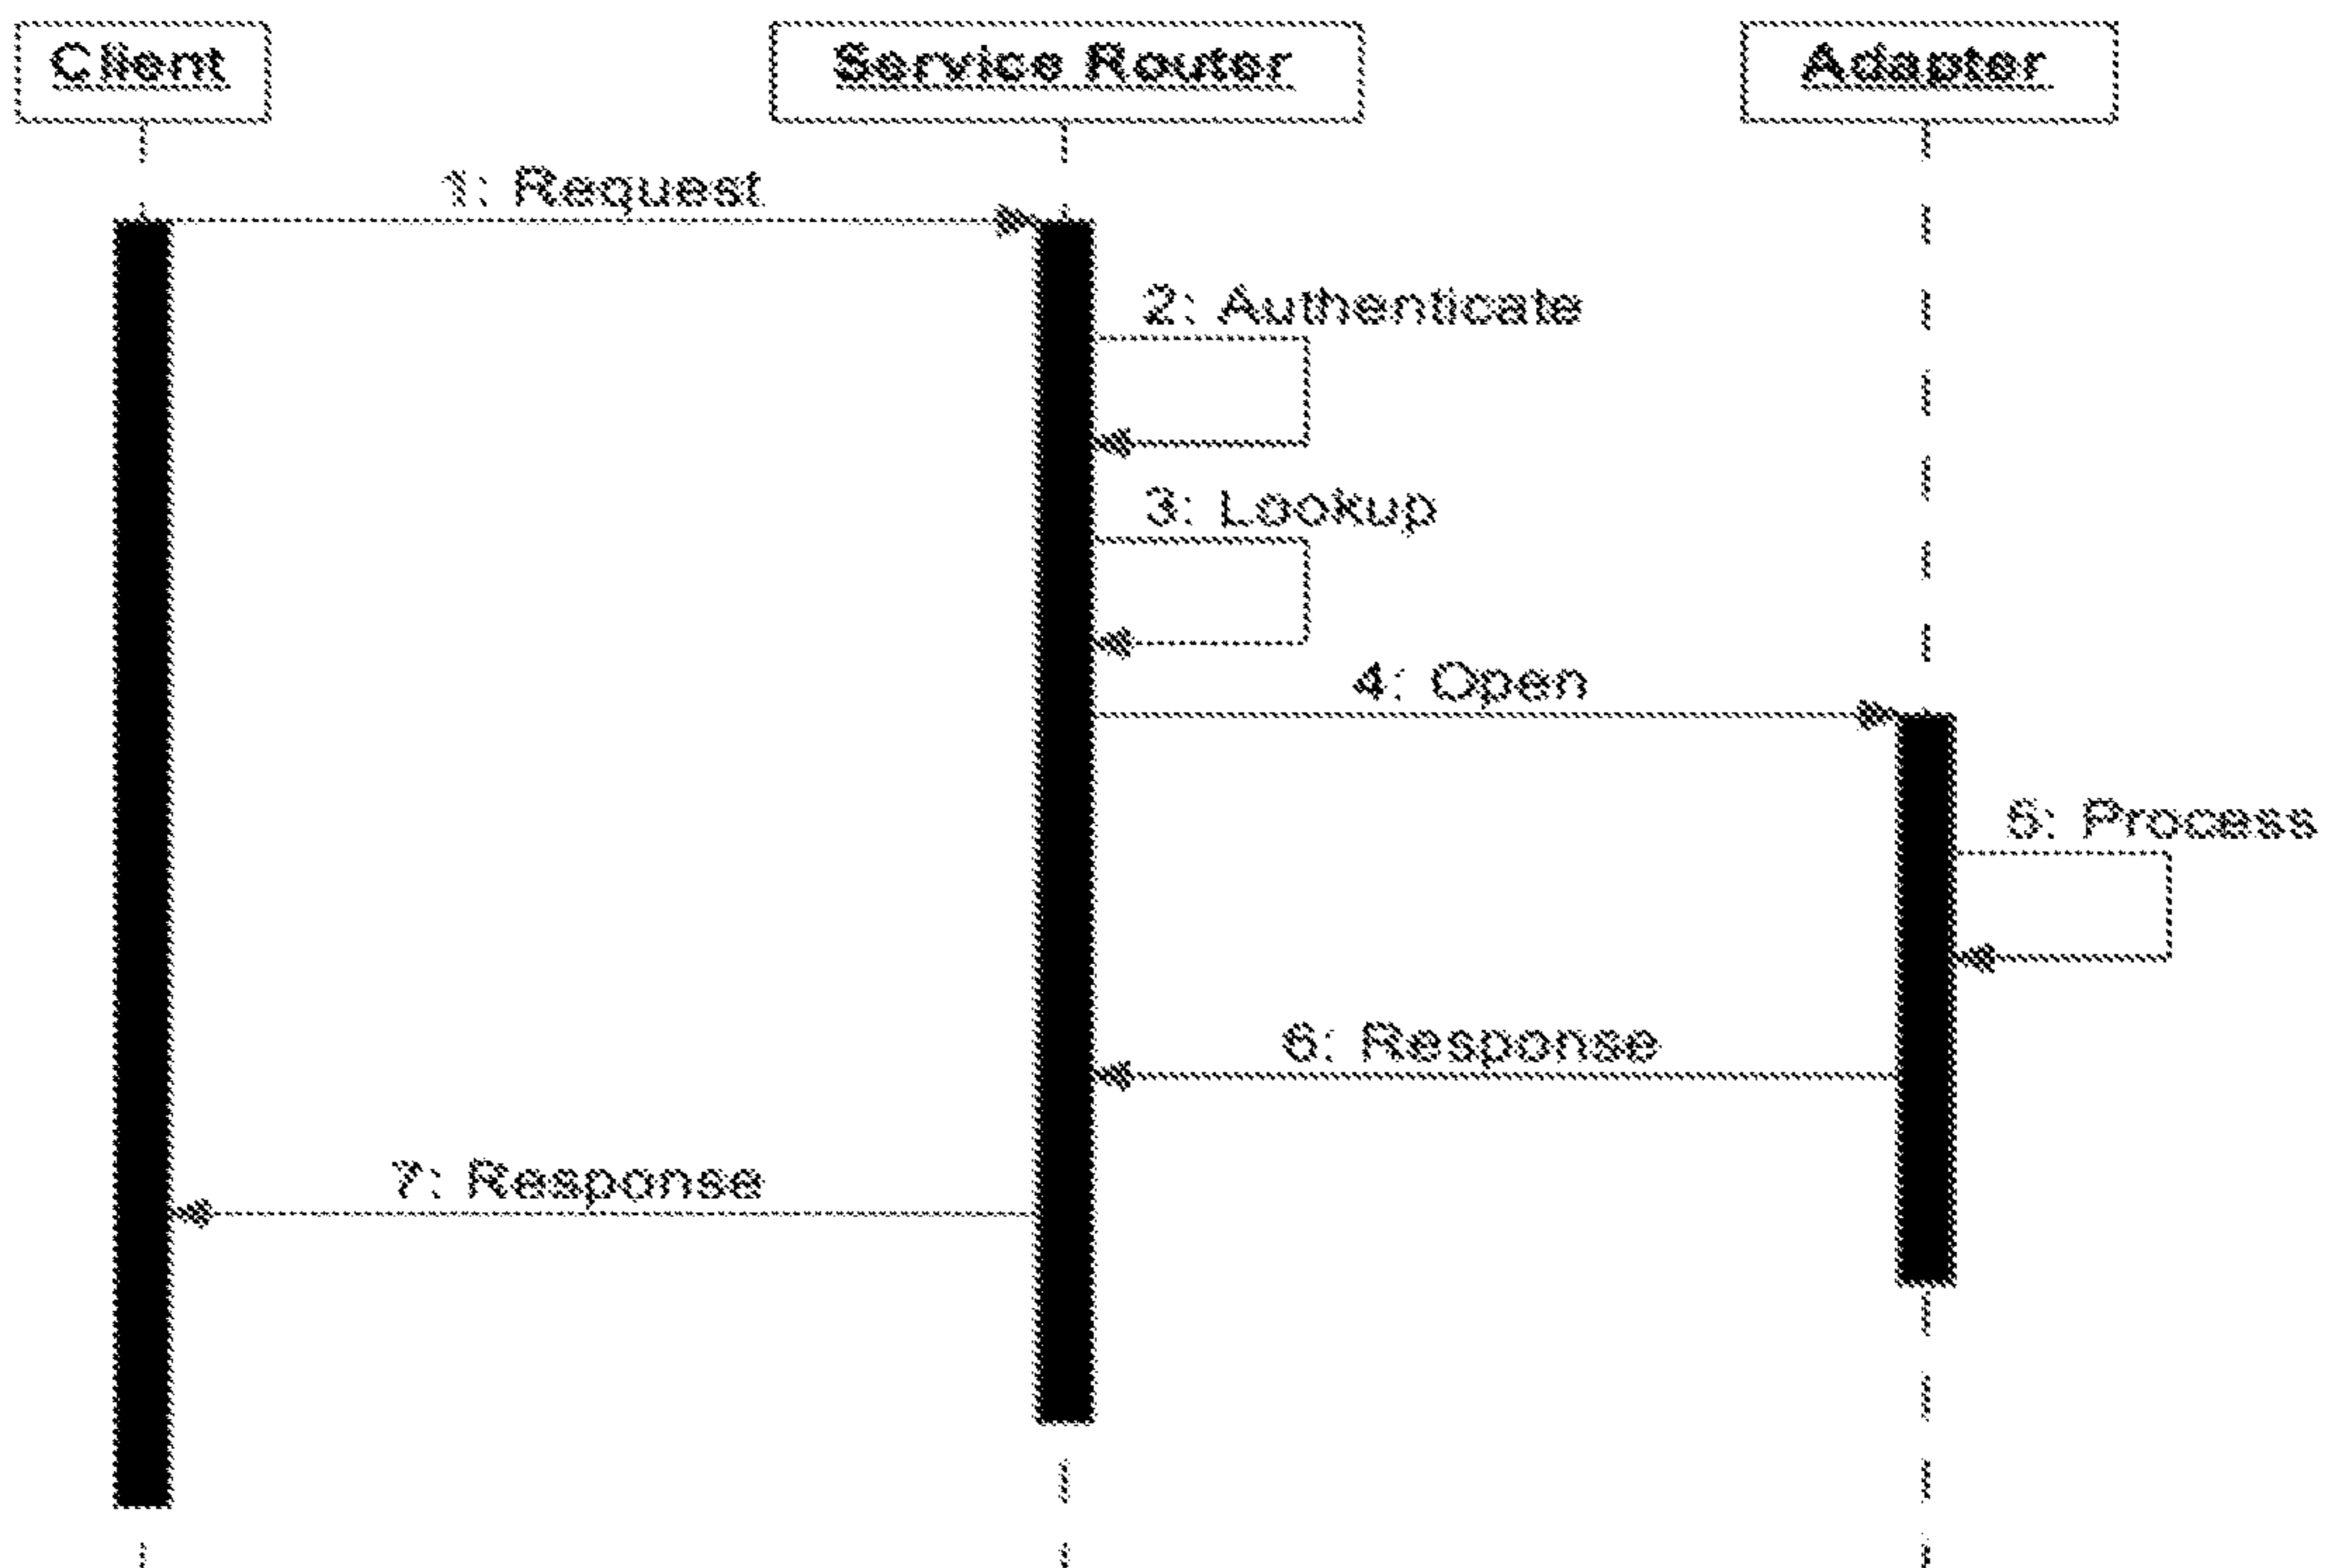 Client
Service Router
Adapter
1: Request
2: Authenticate
3: Lookup
4: Open
5: Process
6: Response
7: Response